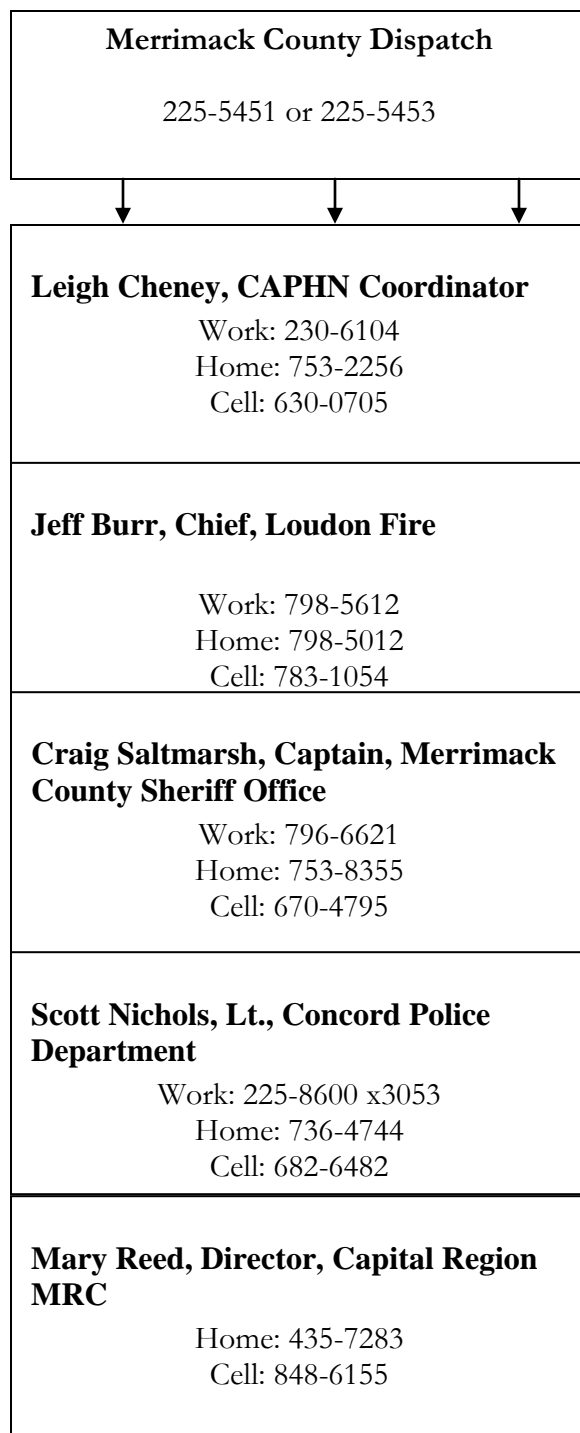 Merrimack County Dispatch
225-5451 or 225-5453
Leigh Cheney, CAPHN Coordinator
Work: 230-6104
Home: 753-2256
Cell: 630-0705
Jeff Burr, Chief, Loudon Fire
Work: 798-5612
Home: 798-5012
Cell: 783-1054
Craig Saltmarsh, Captain, Merrimack
County Sheriff Office
Work: 796-6621
Home: 753-8355
Cell: 670-4795
Scott Nichols, Lt., Concord Police
Department
Work: 225-8600 x3053
Home: 736-4744
Cell: 682-6482
Mary Reed, Director, Capital Region
MRC
Home: 435-7283
Cell: 848-6155